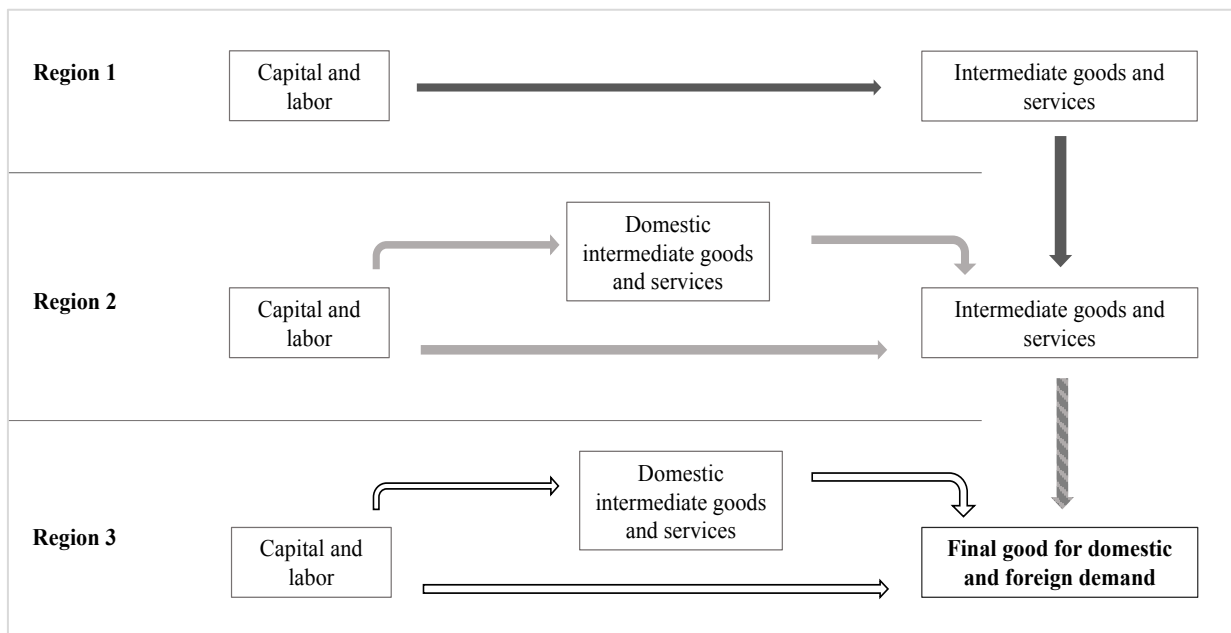 Region 1
Capital and
labor
Intermediate goods and
services
Region 2
Domestic
intermediate goods
and services
Capital and
labor
Intermediate goods and
services
Region 3
Domestic
intermediate goods
and services
Capital and
labor
Final good for domestic
and foreign demand